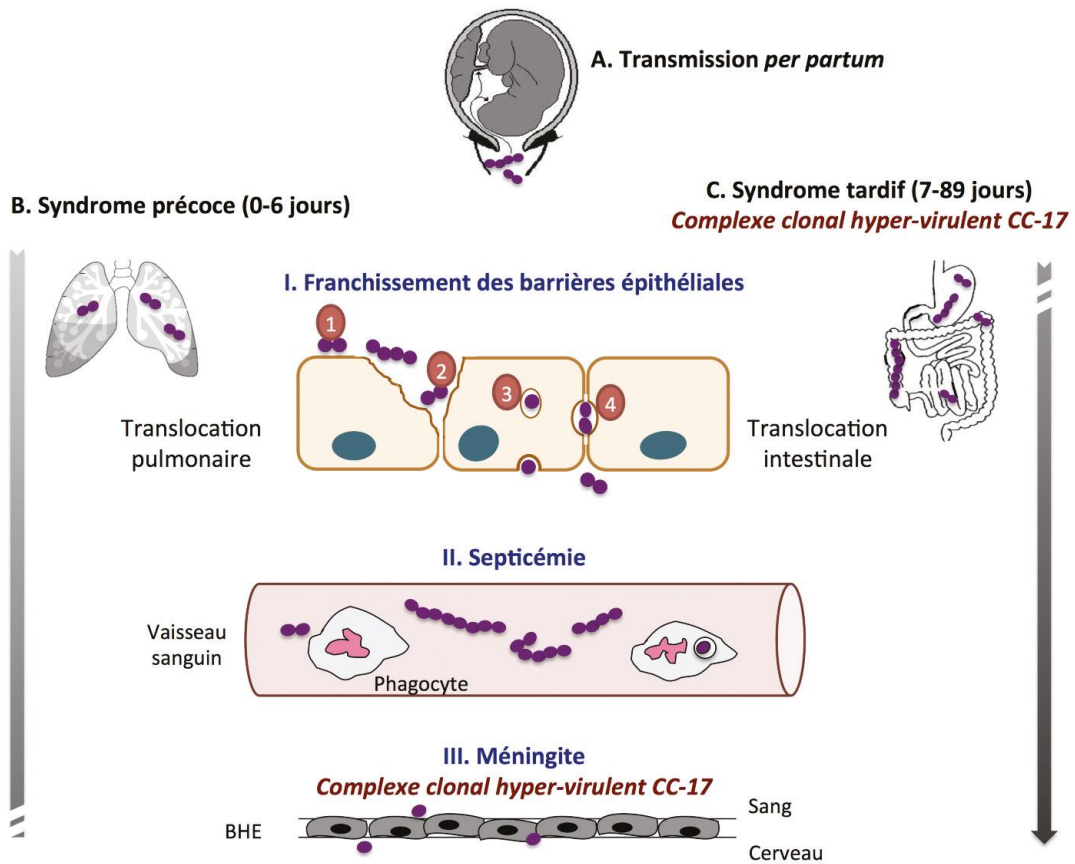 A. Transmission per partum
B. Syndrome précoce (0-6 jours)
C. Syndrome tardif (7-89 jours)
Complexe clonal hyper-virulent CC-17
I. Franchissement des barrières épithéliales
1
2
3
4
Translocation
pulmonaire
Translocation
intestinale
II. Septicémie
Vaisseau
sanguin
Phagocyte
III. Méningite
Complexe clonal hyper-virulent CC-17
BHE
Sang
Cerveau